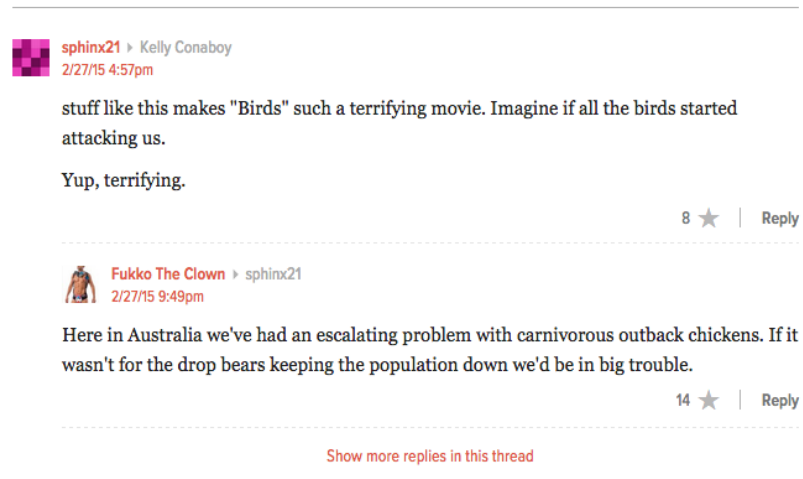 sphinx21 ▸ Kelly Conaboy
2/27/15 4:57pm
stuff like this makes "Birds" such a terrifying movie. Imagine if all the birds started
attacking us.
Yup, terrifying.
8 ★ | Reply
Fukko The Clown ▸ sphinx21
2/27/15 9:49pm
Here in Australia we've had an escalating problem with carnivorous outback chickens. If it
wasn't for the drop bears keeping the population down we'd be in big trouble.
14 ★ | Reply
Show more replies in this thread